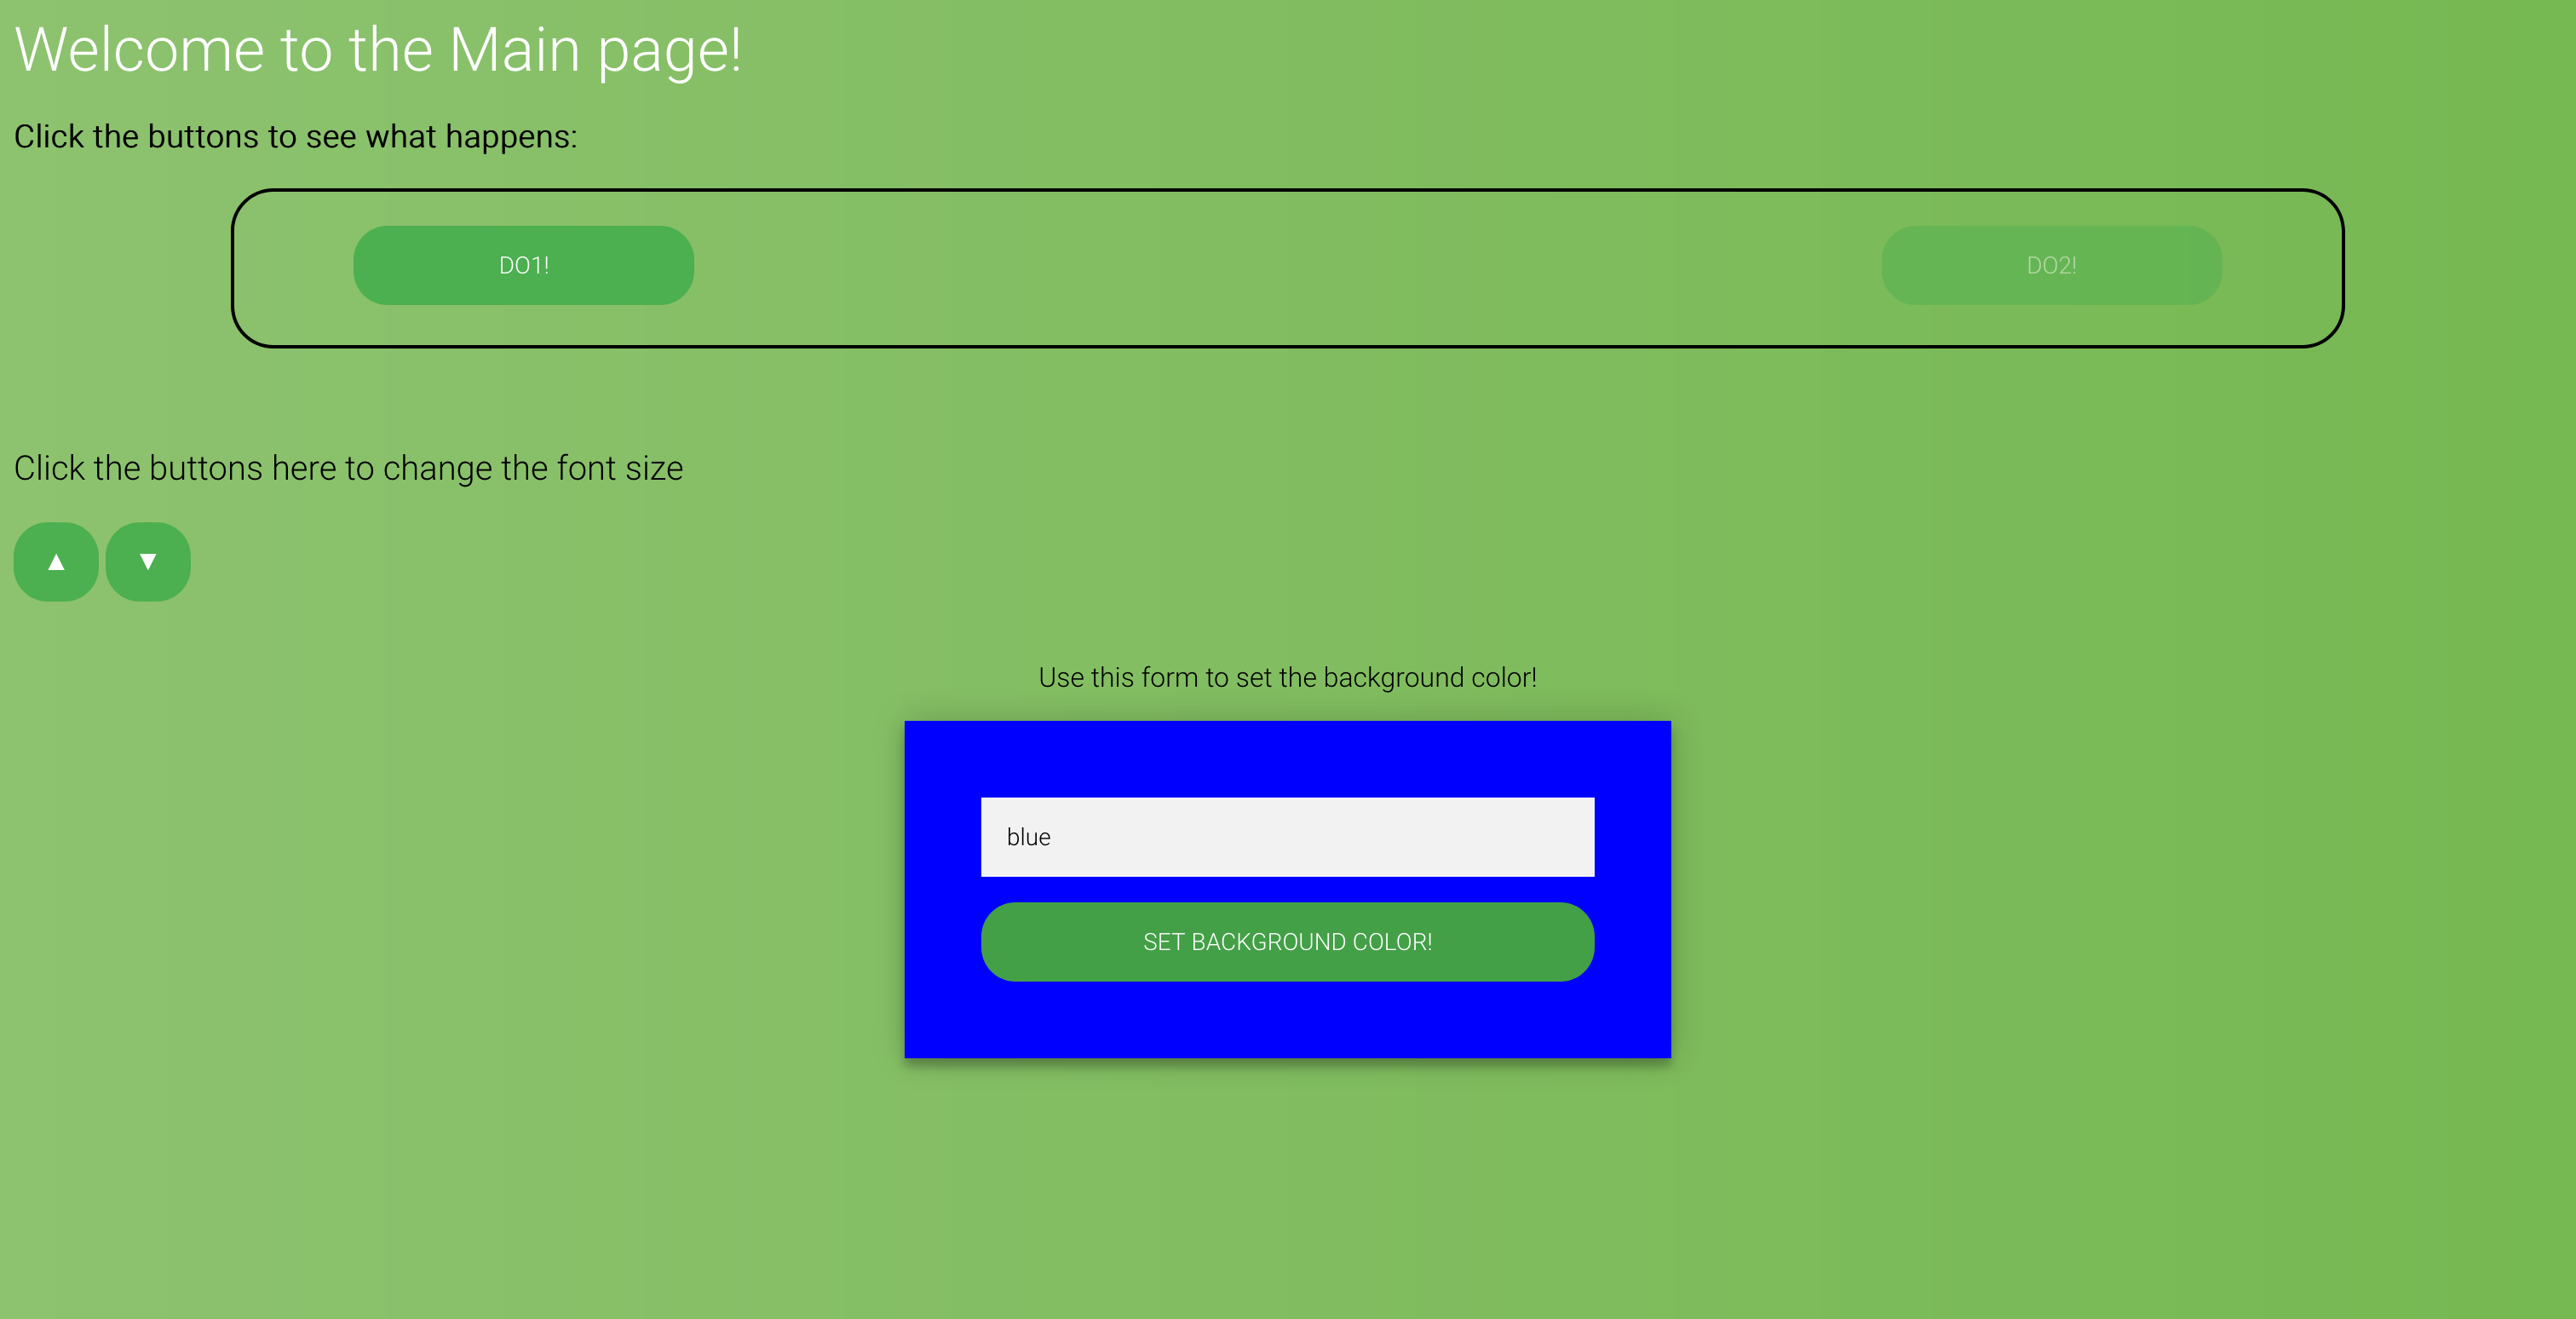 Welcome to the Main page!
Click the buttons to see what happens:
DO1!
DO2!
Click the buttons here to change the font size
▲ ▼
Use this form to set the background color!
blue
SET BACKGROUND COLOR!